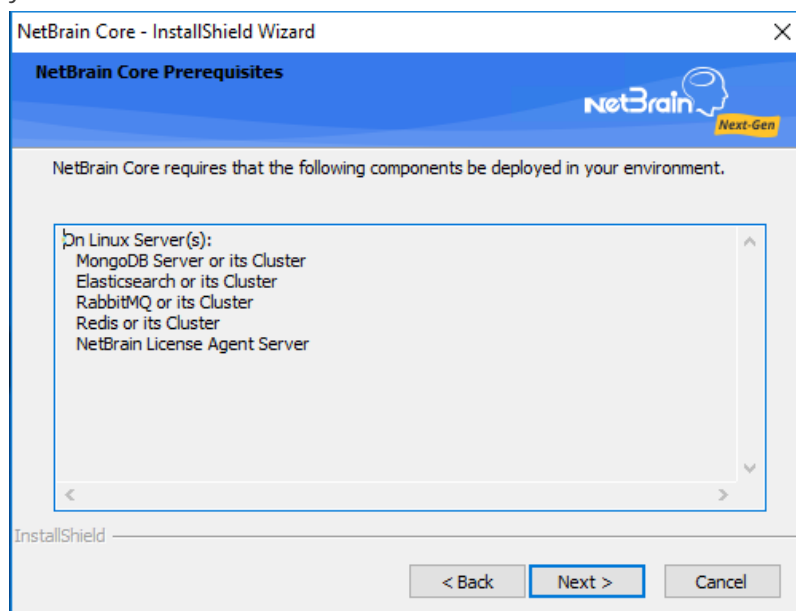 NetBrain Core - InstallShield Wizard
NetBrain Core Prerequisites
NetBrain
Next-Gen
NetBrain Core requires that the following components be deployed in your environment.
On Linux Server(s):
MongoDB Server or its Cluster
Elasticsearch or its Cluster
RabbitMQ or its Cluster
Redis or its Cluster
NetBrain License Agent Server
InstallShield
< Back Next > Cancel